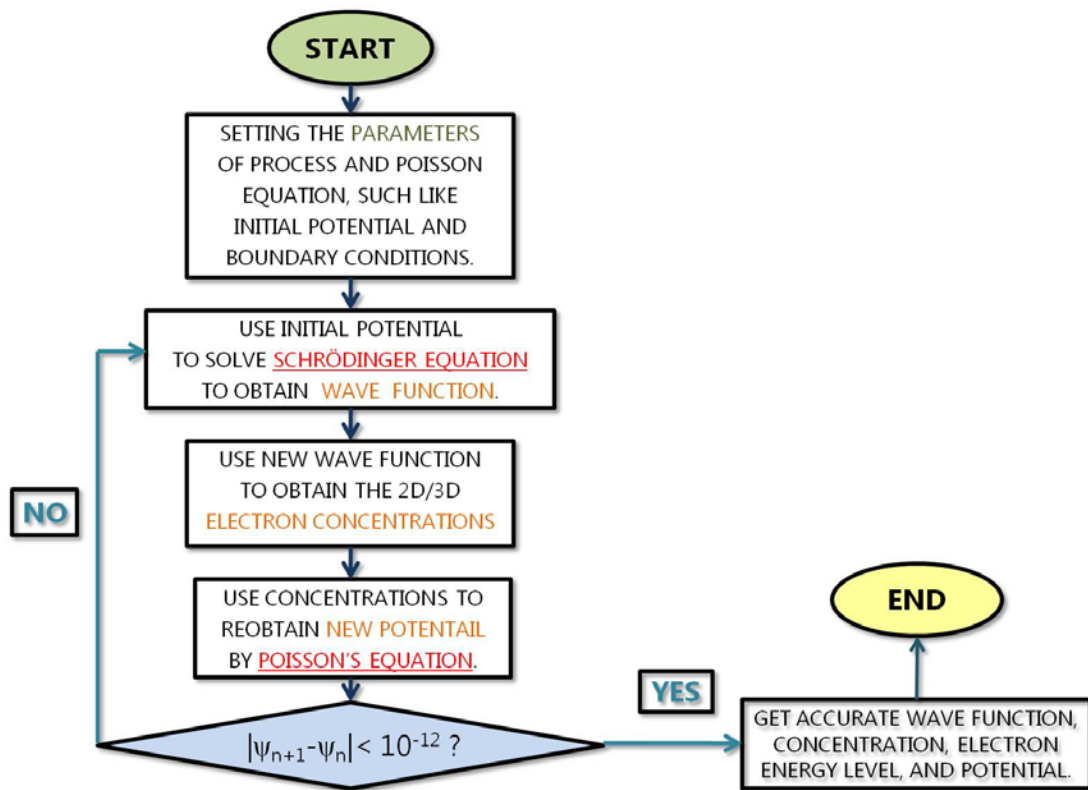 START
SETTING THE PARAMETERS
OF PROCESS AND POISSON
EQUATION, SUCH LIKE
INITIAL POTENTIAL AND
BOUNDARY CONDITIONS.
USE INITIAL POTENTIAL
TO SOLVE SCHRÖDINGER EQUATION
TO OBTAIN WAVE FUNCTION.
USE NEW WAVE FUNCTION
TO OBTAIN THE 2D/3D
ELECTRON CONCENTRATIONS
NO
USE CONCENTRATIONS TO
REOBTAIN NEW POTENTAIL
BY POISSON'S EQUATION.
|ψn+1-ψn| < 10-12 ?
YES
GET ACCURATE WAVE FUNCTION,
CONCENTRATION, ELECTRON
ENERGY LEVEL, AND POTENTIAL.
END